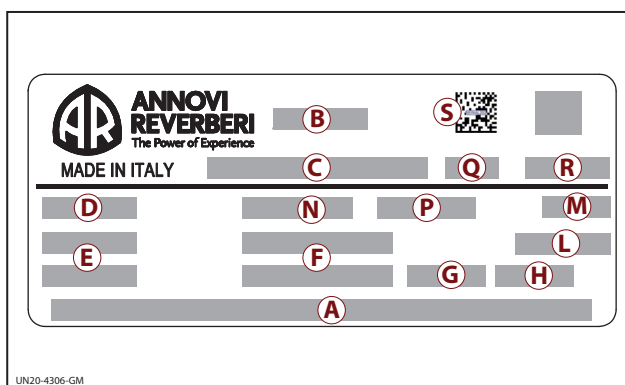 AR
ANNOVI
REVERBERI
The Power of Experience
B
S
MADE IN ITALY
C
Q
R
D
N
P
M
E
F
L
G
H
A
UN20-4306-GM